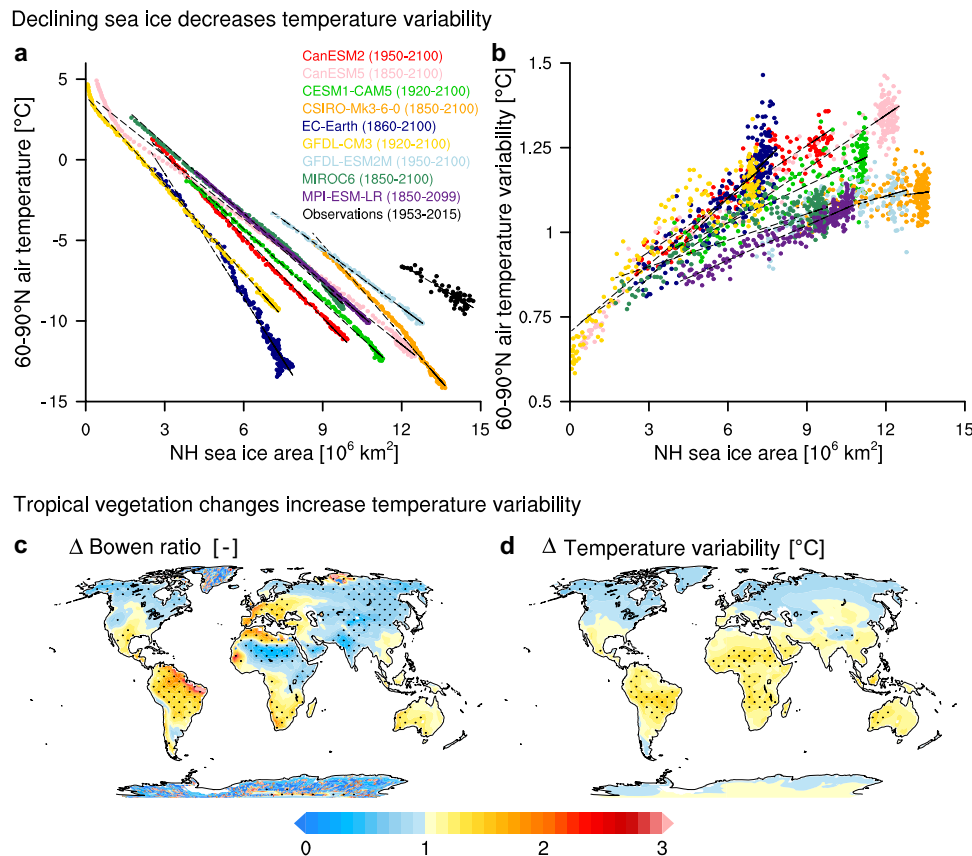 Declining sea ice decreases temperature variability
a
b
CanESM2 (1950-2100)
CanESM5 (1850-2100)
CESM1-CAM5 (1920-2100)
CSIRO-Mk3-6-0 (1850-2100)
EC-Earth (1860-2100)
GFDL-CM3 (1920-2100)
GFDL-ESM2M (1950-2100)
MIROC6 (1850-2100)
MPI-ESM-LR (1850-2099)
Observations (1953-2015)
60-90°N air temperature [°C]
5
0
-5
-10
-15
0 3 6 9 12 15
NH sea ice area [10⁶ km²]
60-90°N air temperature variability [°C]
1.5
1.25
1
0.75
0.5
0 3 6 9 12 15
NH sea ice area [10⁶ km²]
Tropical vegetation changes increase temperature variability
c Δ Bowen ratio [-]
d Δ Temperature variability [°C]
0 1 2 3